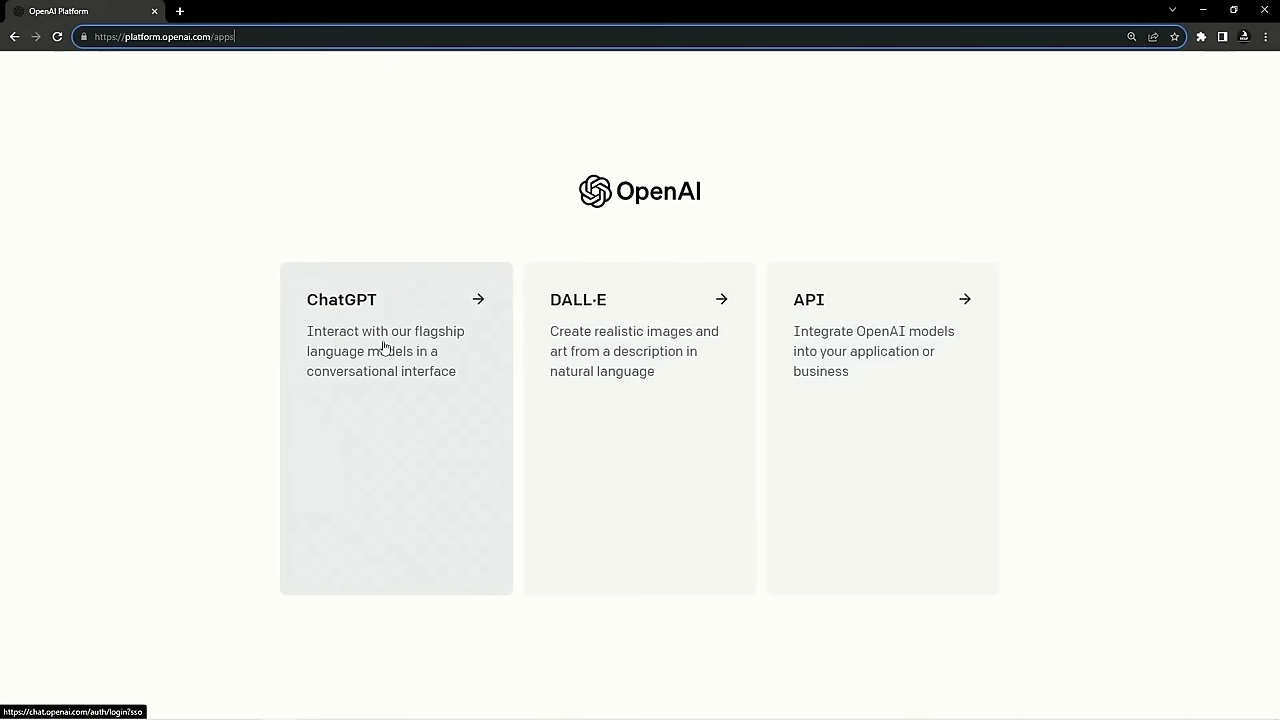 OpenAI Platform
https://platform.openai.com/apps
OpenAI
ChatGPT
Interact with our flagship
language models in a
conversational interface
DALL·E
Create realistic images and
art from a description in
natural language
API
Integrate OpenAI models
into your application or
business
https://chat.openai.com/auth/login?sso